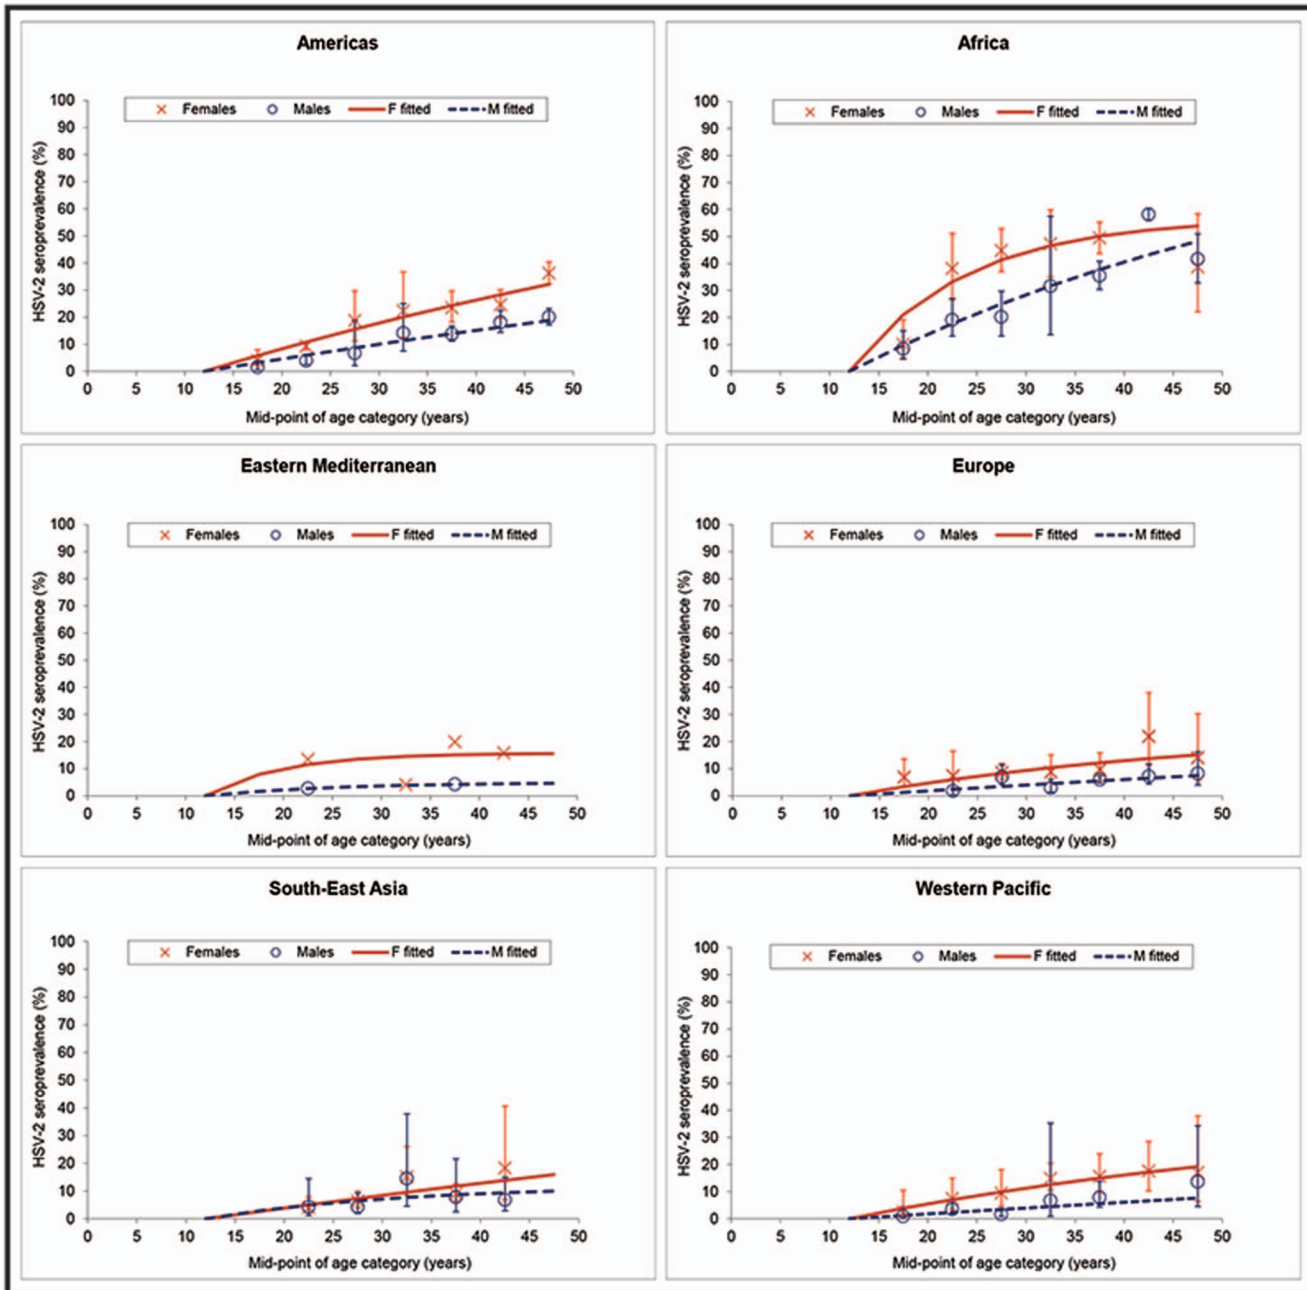 Americas
Females Males F fitted M fitted
HSV-2 seroprevalence (%)
100
90
80
70
60
50
40
30
20
10
0
0 5 10 15 20 25 30 35 40 45 50
Mid-point of age category (years)
Africa
Females Males F fitted M fitted
HSV-2 seroprevalence (%)
100
90
80
70
60
50
40
30
20
10
0
0 5 10 15 20 25 30 35 40 45 50
Mid-point of age category (years)
Eastern Mediterranean
Females Males F fitted M fitted
HSV-2 seroprevalence (%)
100
90
80
70
60
50
40
30
20
10
0
0 5 10 15 20 25 30 35 40 45 50
Mid-point of age category (years)
Europe
Females Males F fitted M fitted
HSV-2 seroprevalence (%)
100
90
80
70
60
50
40
30
20
10
0
0 5 10 15 20 25 30 35 40 45 50
Mid-point of age category (years)
South-East Asia
Females Males F fitted M fitted
HSV-2 seroprevalence (%)
100
90
80
70
60
50
40
30
20
10
0
0 5 10 15 20 25 30 35 40 45 50
Mid-point of age category (years)
Western Pacific
Females Males F fitted M fitted
HSV-2 seroprevalence (%)
100
90
80
70
60
50
40
30
20
10
0
0 5 10 15 20 25 30 35 40 45 50
Mid-point of age category (years)